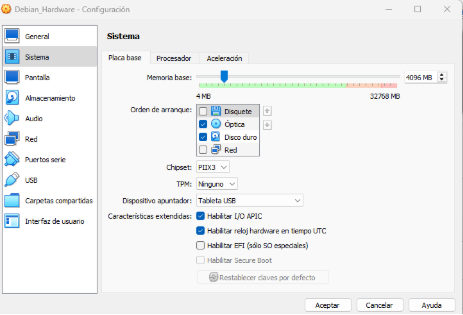 Debian_Hardware - Configuración
General
Sistema
Pantalla
Almacenamiento
Audio
Red
Puertos serie
USB
Carpetas compartidas
Interfaz de usuario
Sistema
Placa base Procesador Aceleración
Memoria base: 4096 MB
4 MB 32768 MB
Orden de arranque: Disquete
Óptica
Disco duro
Red
Chipset: PIIX3
TPM: Ninguno
Dispositivo apuntador: Tableta USB
Características extendidas: Habilitar I/O APIC
Habilitar reloj hardware en tiempo UTC
Habilitar EFI (sólo SO especiales)
Habilitar Secure Boot
Restablecer claves por defecto
Aceptar Cancelar Ayuda